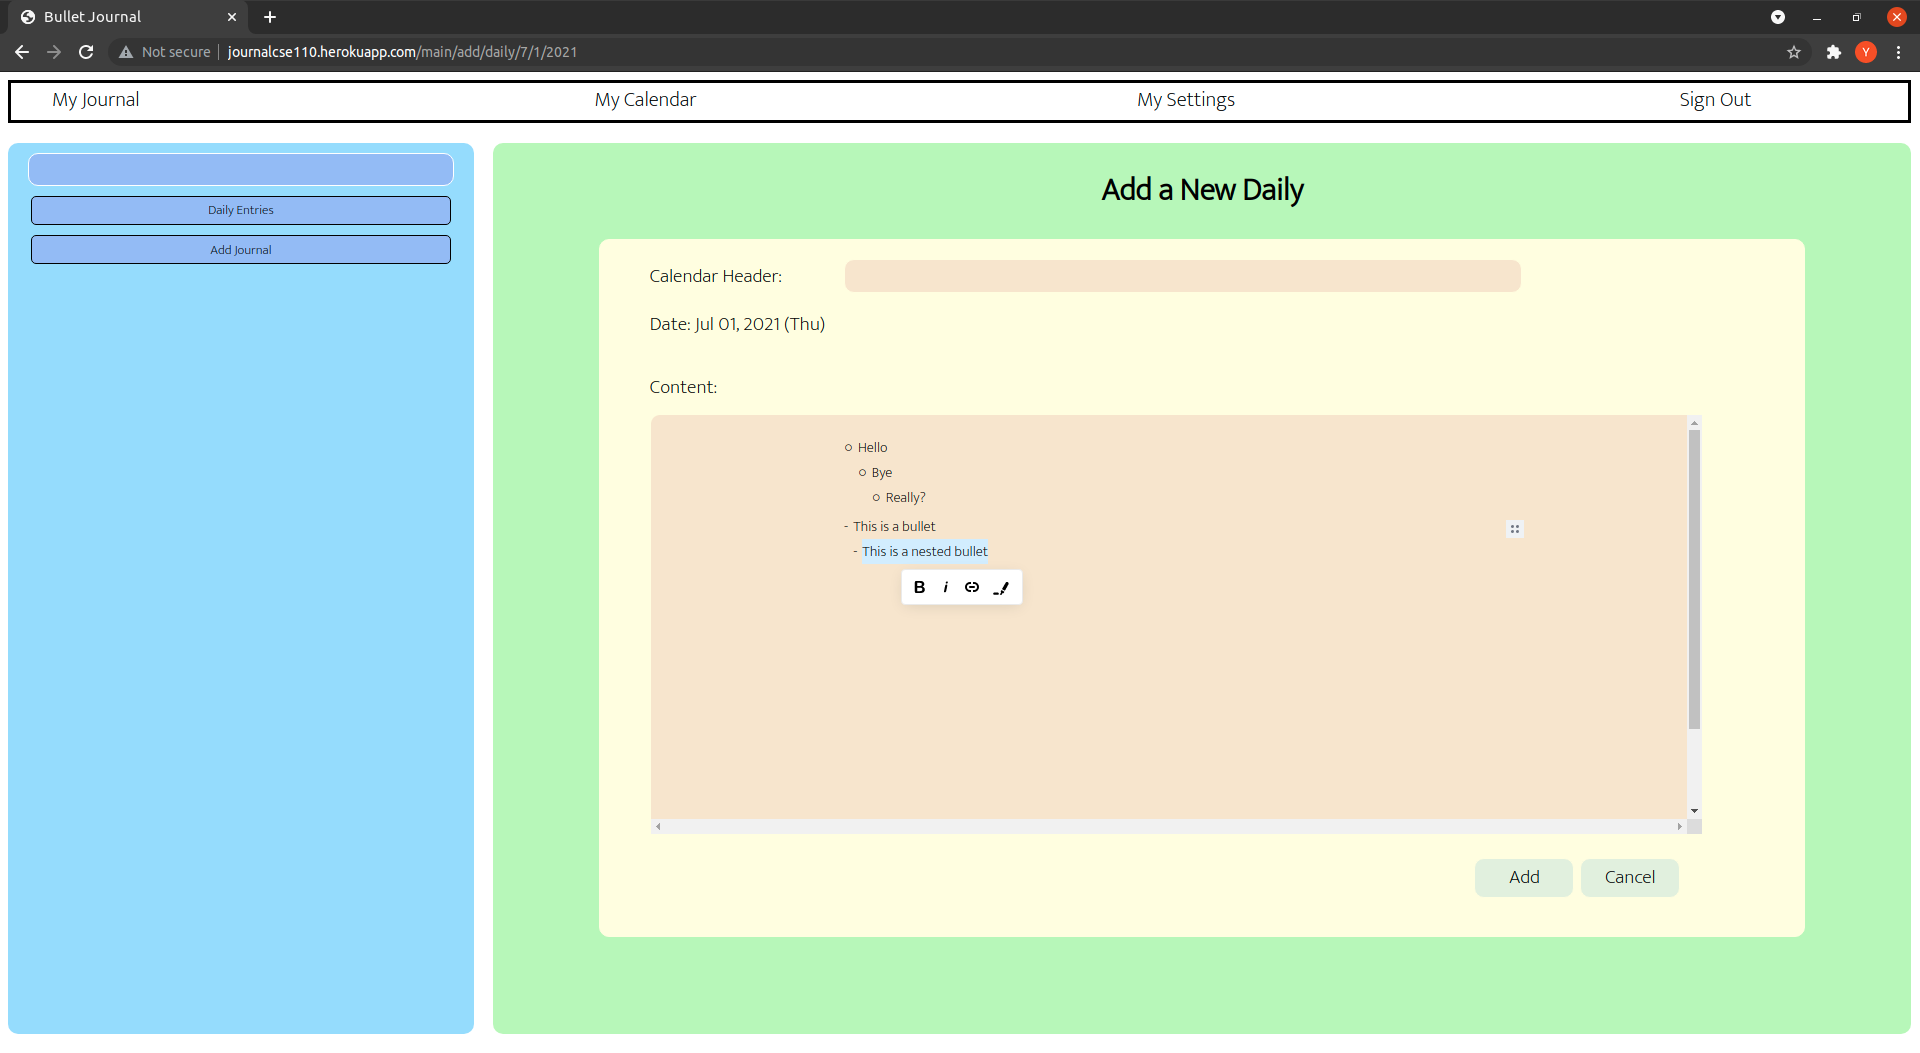 Bullet Journal
Not secure journalcse110.herokuapp.com/main/add/daily/7/1/2021
Y
My Journal My Calendar My Settings Sign Out
Daily Entries
Add Journal
Add a New Daily
Calendar Header:
Date: Jul 01, 2021 (Thu)
Content:
Hello
Bye
Really?
- This is a bullet
- This is a nested bullet
B i
Add Cancel